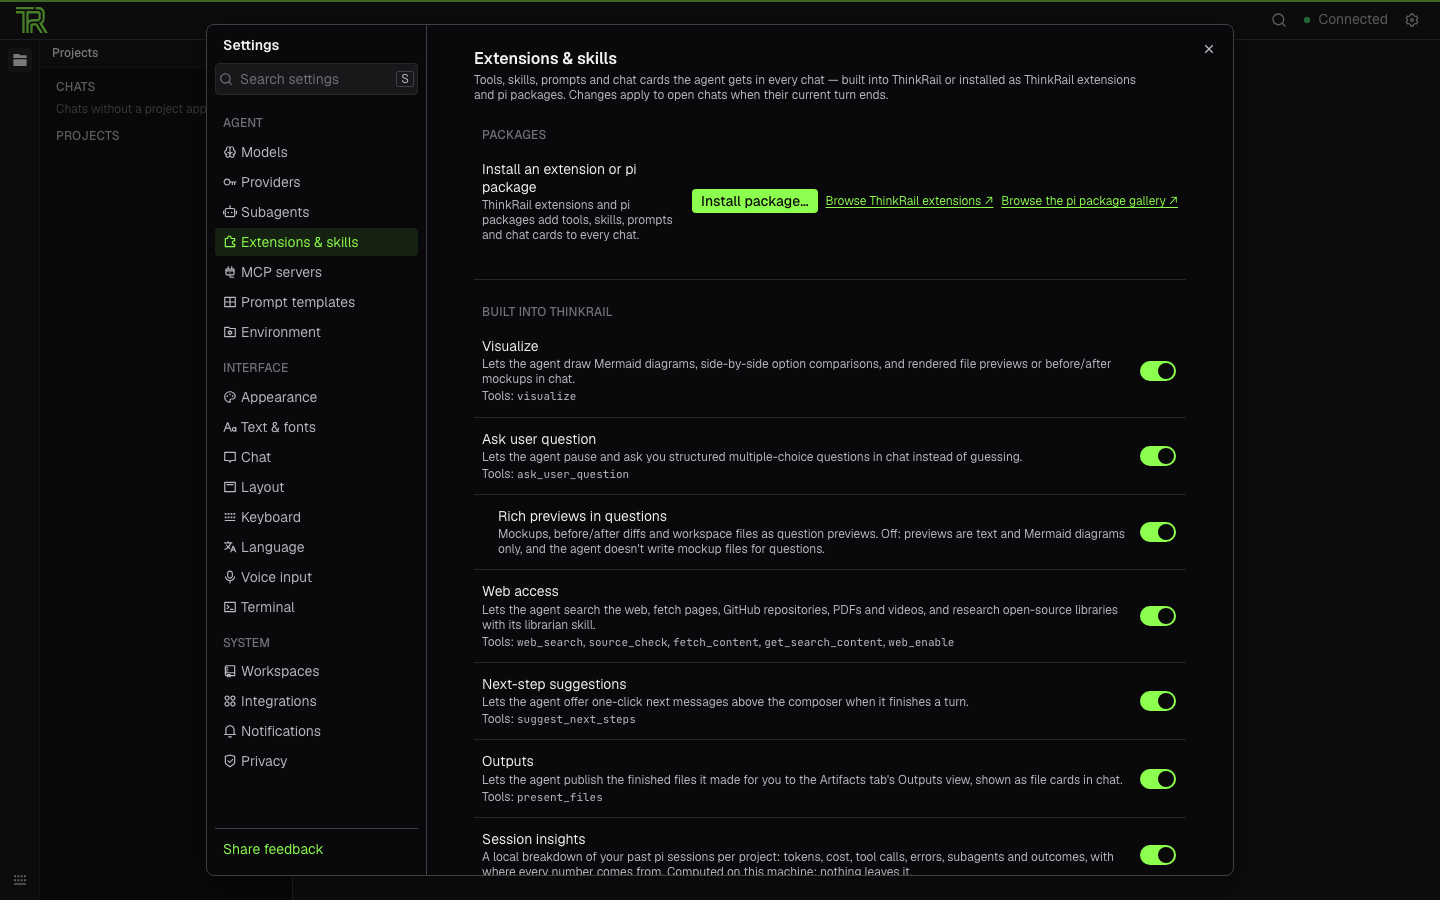 TR
Connected
Projects
CHATS
Chats without a project app
PROJECTS
Settings
Search settings
S
AGENT
Models
Providers
Subagents
Extensions & skills
MCP servers
Prompt templates
Environment
INTERFACE
Appearance
Text & fonts
Chat
Layout
Keyboard
Language
Voice input
Terminal
SYSTEM
Workspaces
Integrations
Notifications
Privacy
Share feedback
Extensions & skills
Tools, skills, prompts and chat cards the agent gets in every chat — built into ThinkRail or installed as ThinkRail extensions
and pi packages. Changes apply to open chats when their current turn ends.
PACKAGES
Install an extension or pi
package
ThinkRail extensions and pi
packages add tools, skills, prompts
and chat cards to every chat.
Install package...
Browse ThinkRail extensions ↗
Browse the pi package gallery ↗
BUILT INTO THINKRAIL
Visualize
Lets the agent draw Mermaid diagrams, side-by-side option comparisons, and rendered file previews or before/after
mockups in chat.
Tools: visualize
Ask user question
Lets the agent pause and ask you structured multiple-choice questions in chat instead of guessing.
Tools: ask_user_question
Rich previews in questions
Mockups, before/after diffs and workspace files as question previews. Off: previews are text and Mermaid diagrams
only, and the agent doesn't write mockup files for questions.
Web access
Lets the agent search the web, fetch pages, GitHub repositories, PDFs and videos, and research open-source libraries
with its librarian skill.
Tools: web_search, source_check, fetch_content, get_search_content, web_enable
Next-step suggestions
Lets the agent offer one-click next messages above the composer when it finishes a turn.
Tools: suggest_next_steps
Outputs
Lets the agent publish the finished files it made for you to the Artifacts tab's Outputs view, shown as file cards in chat.
Tools: present_files
Session insights
A local breakdown of your past pi sessions per project: tokens, cost, tool calls, errors, subagents and outcomes, with
where every number comes from. Computed on this machine; nothing leaves it.